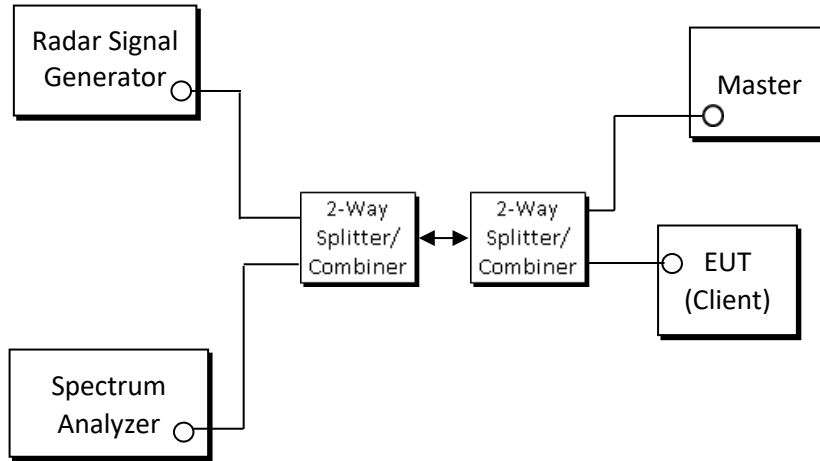 Radar Signal
Generator
Master
2-Way
Splitter/
Combiner
2-Way
Splitter/
Combiner
EUT
(Client)
Spectrum
Analyzer